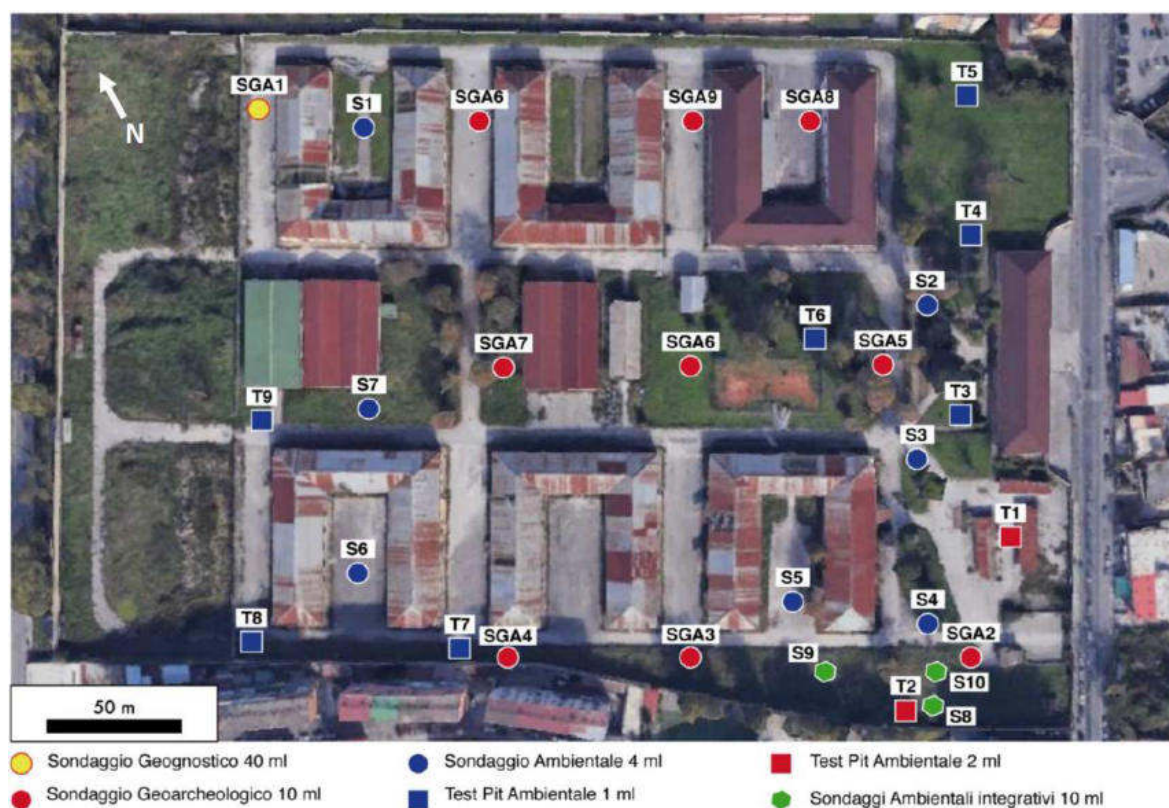 T5
SGA1
S1
SGA6
SGA9
SGA8
N
T4
S2
T6
SGA7
SGA6
SGA5
S7
T9
T3
S3
T1
S6
S5
S4
T8
T7
SGA4
SGA3
SGA2
S9
S10
T2
S8
50 m
Sondaggio Geognostico 40 ml
Sondaggio Ambientale 4 ml
Test Pit Ambientale 2 ml
Sondaggio Geoarcheologico 10 ml
Test Pit Ambientale 1 ml
Sondaggi Ambientali integrativi 10 ml